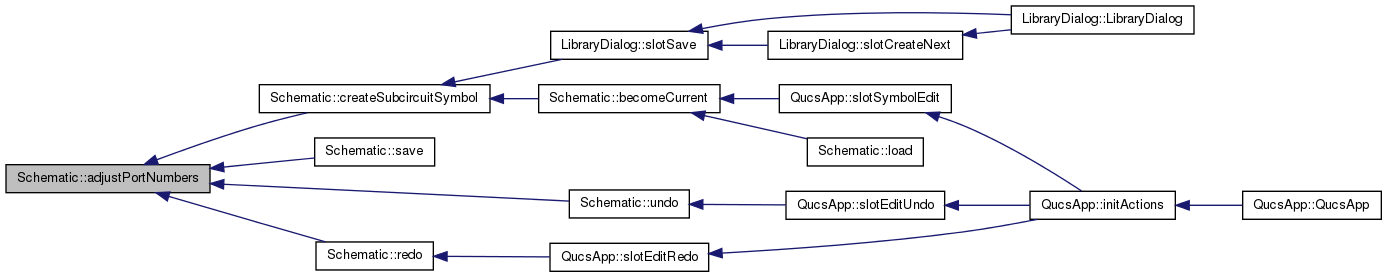 LibraryDialog::LibraryDialog
LibraryDialog::slotSave
LibraryDialog::slotCreateNext
Schematic::createSubcircuitSymbol
Schematic::becomeCurrent
QucsApp::slotSymbolEdit
Schematic::save
Schematic::load
Schematic::adjustPortNumbers
Schematic::undo
QucsApp::slotEditUndo
QucsApp::initActions
QucsApp::QucsApp
Schematic::redo
QucsApp::slotEditRedo